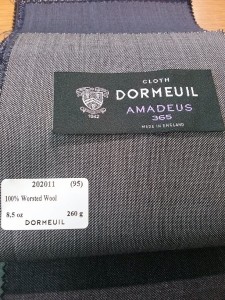 CLOTH
DORMEUIL
1842
AMADEUS
365
MADE IN ENGLAND
202011 (95)
100% Worsted Wool
8.5 oz 260 g
DORMEUIL